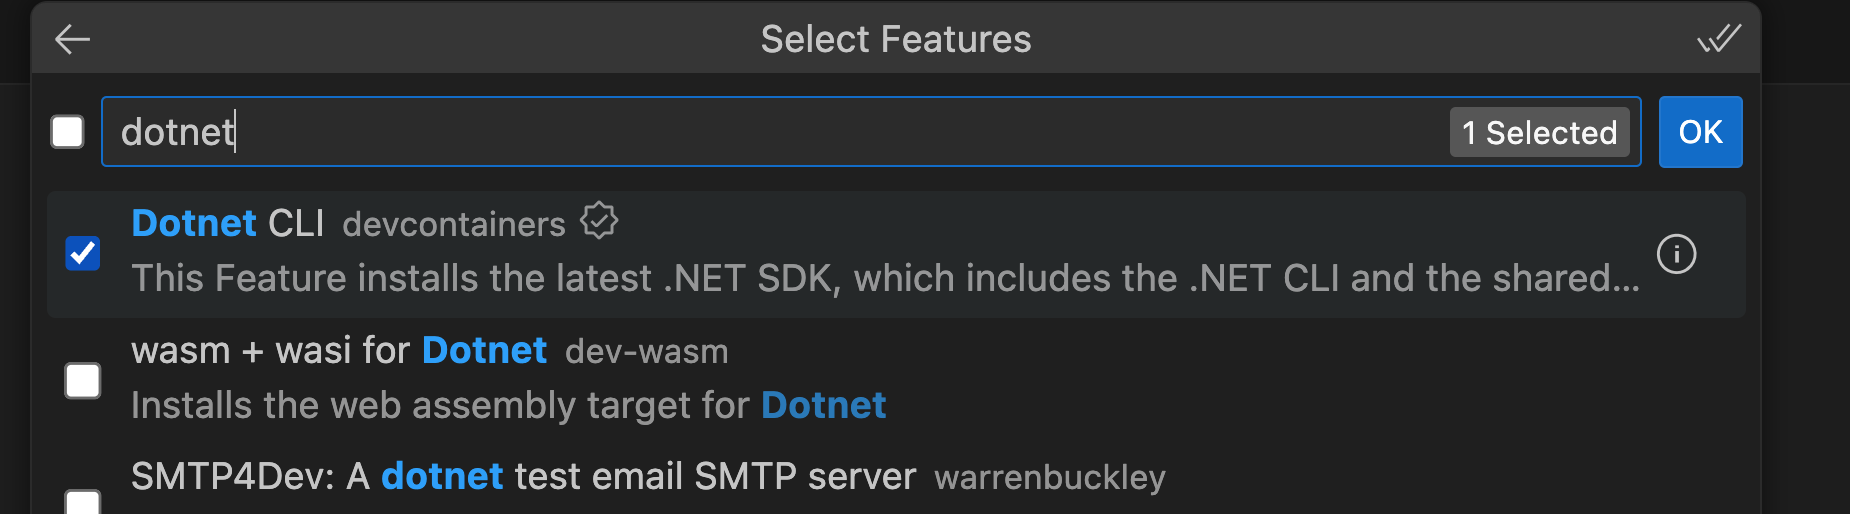 Select Features
dotnet 1 Selected OK
Dotnet CLI devcontainers
This Feature installs the latest .NET SDK, which includes the .NET CLI and the shared...
wasm + wasi for Dotnet dev-wasm
Installs the web assembly target for Dotnet
SMTP4Dev: A dotnet test email SMTP server warrenbuckley